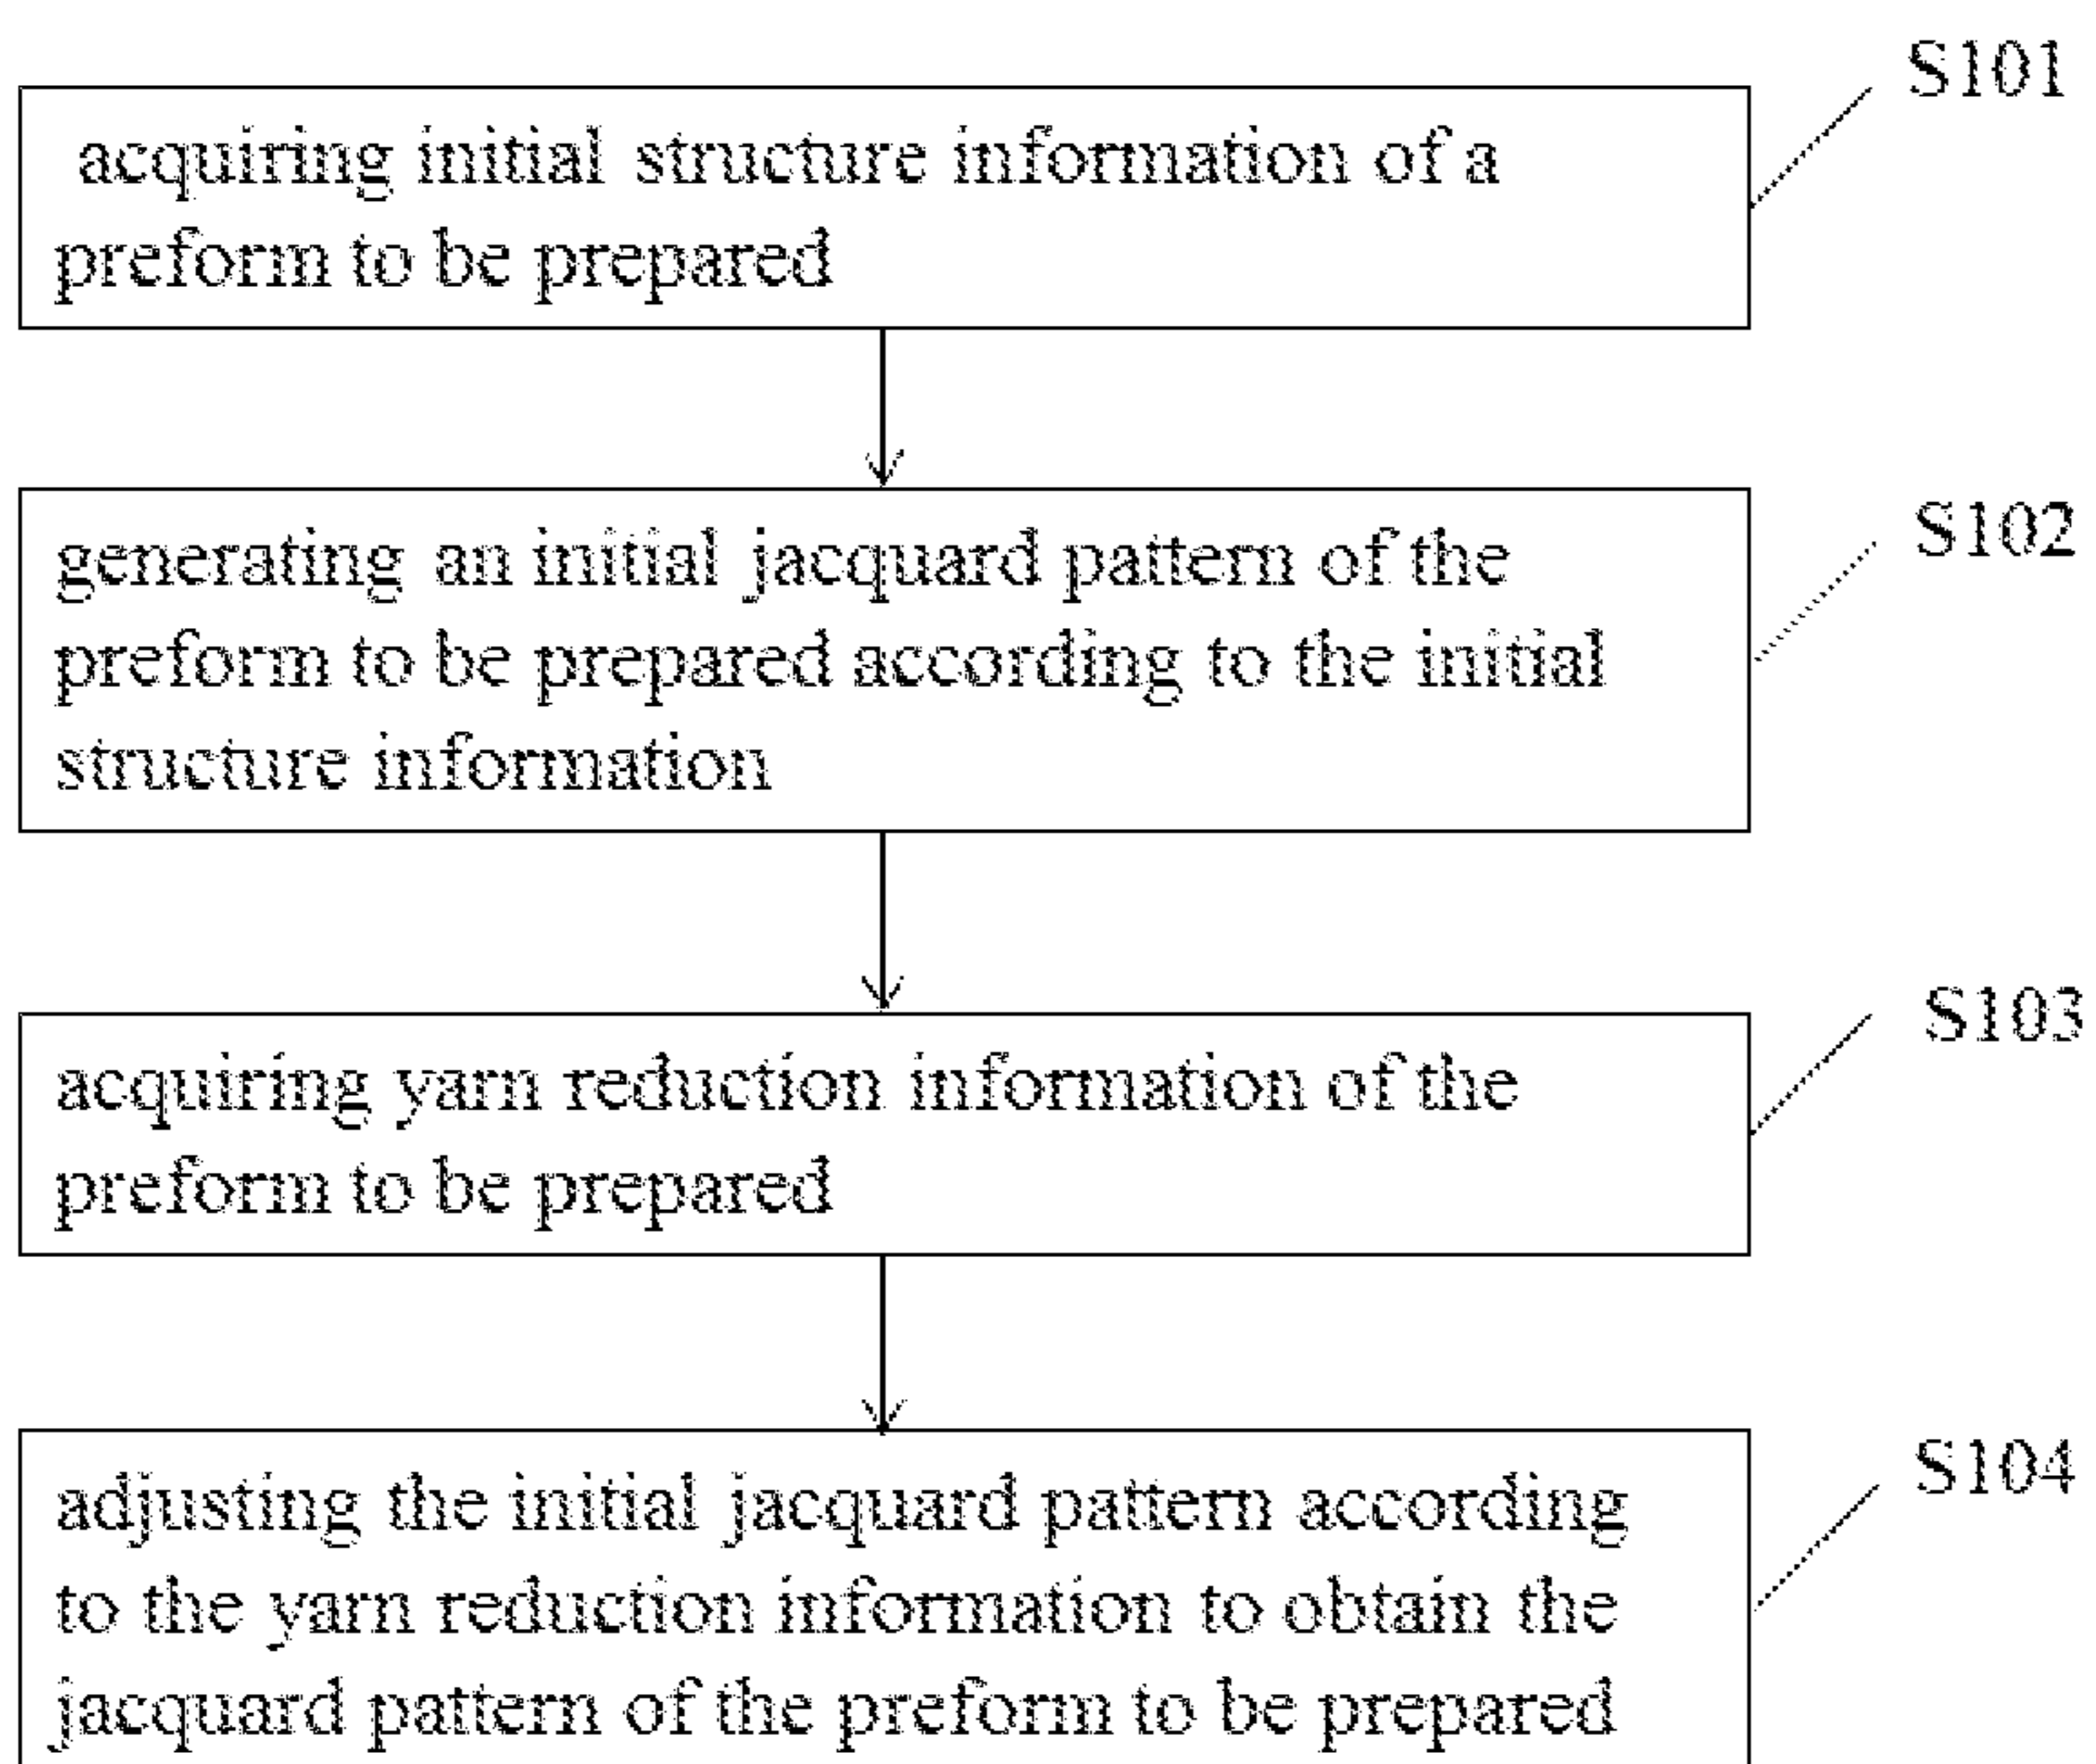 S101
acquiring initial structure information of a
preform to be prepared
S102
generating an initial jacquard pattern of the
preform to be prepared according to the initial
structure information
S103
acquiring yarn reduction information of the
preform to be prepared
S104
adjusting the initial jacquard pattern according
to the yarn reduction information to obtain the
jacquard pattern of the preform to be prepared